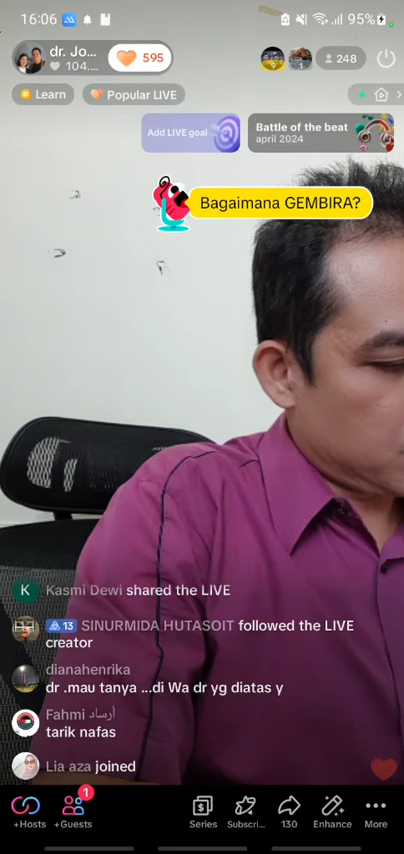 16:06
95%
dr. Jo...
104....
595
9
1
248
Learn
Popular LIVE
Add LIVE goal
Battle of the beat
april 2024
Bagaimana GEMBIRA?
K
Kasmi Dewi shared the LIVE
13 SINURMIDA HUTASOIT followed the LIVE
creator
dianahenrika
dr .mau tanya ...di Wa dr yg diatas y
Fahmi أرساد
tarik nafas
Lia aza joined
1
+Hosts
+Guests
Series
Subscri...
130
Enhance
More